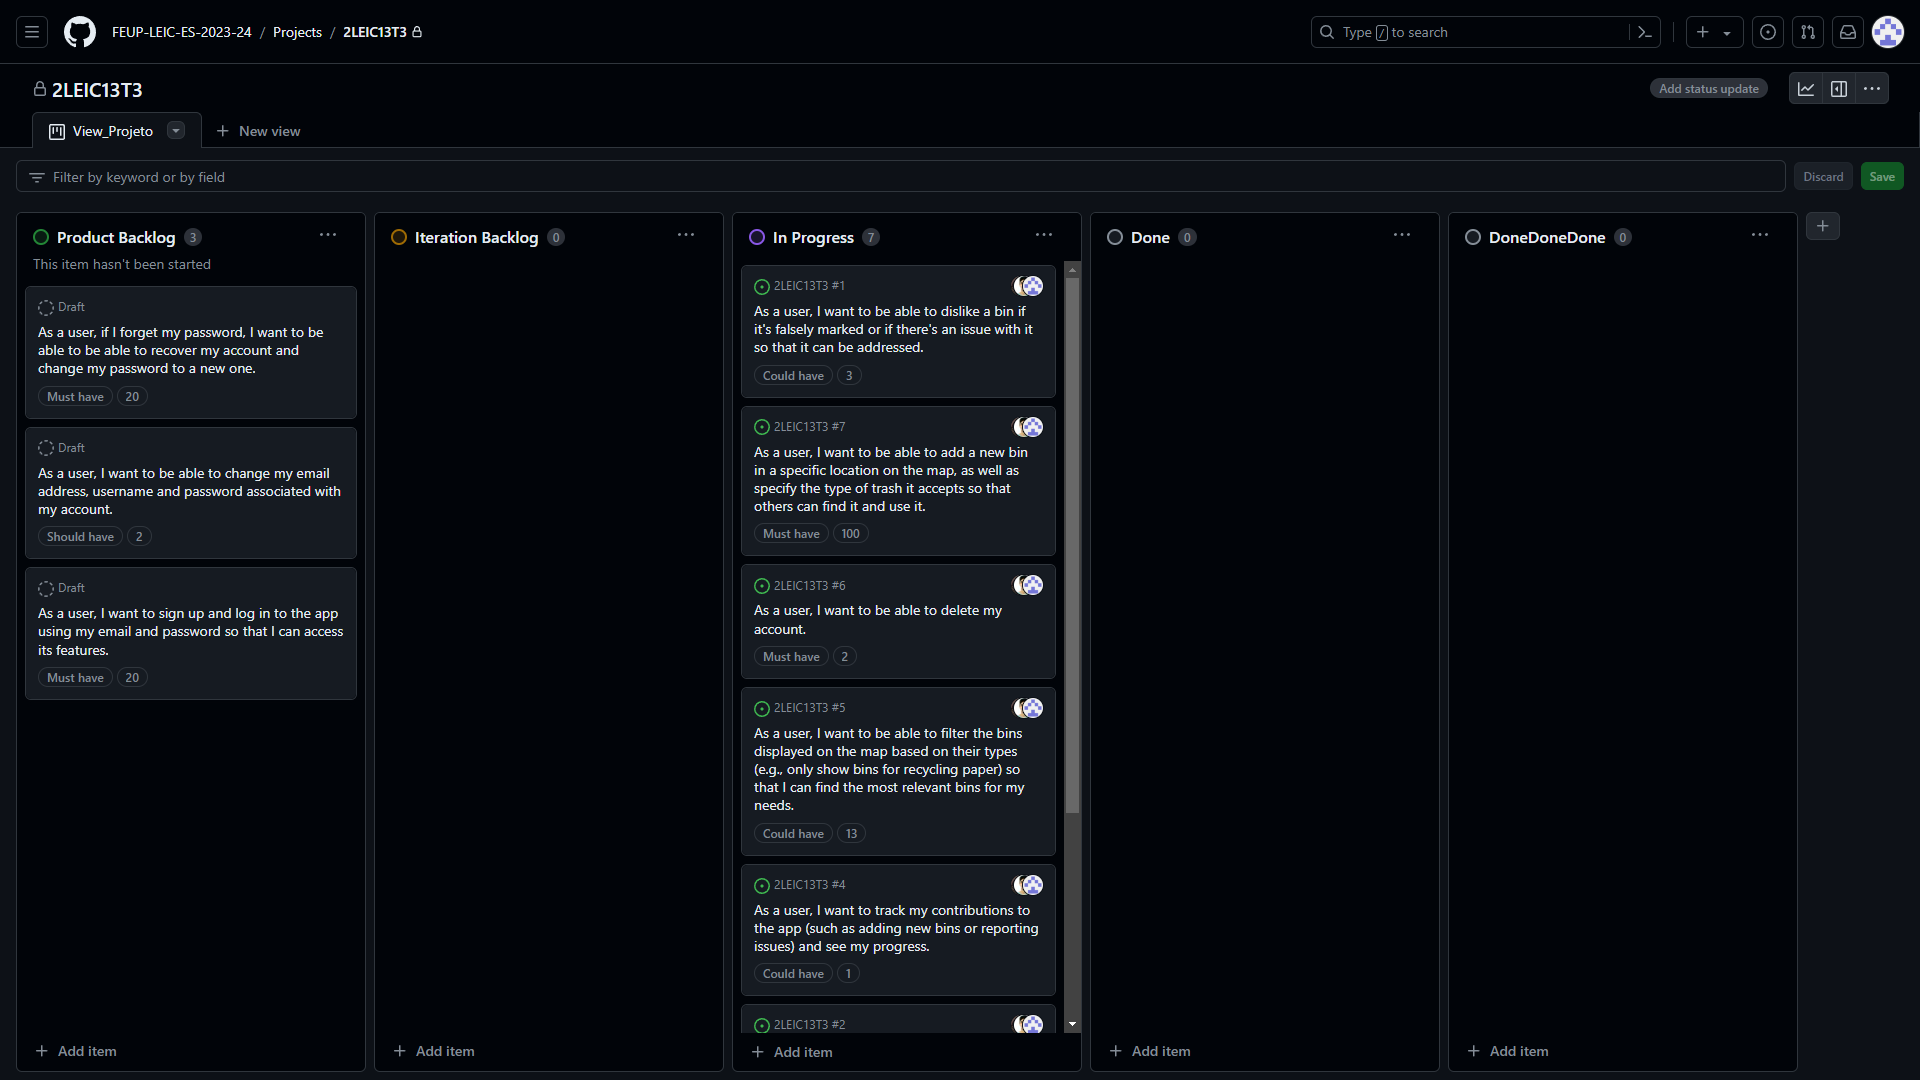 FEUP-LEIC-ES-2023-24 / Projects / 2LEIC13T3
Type / to search
2LEIC13T3
Add status update
View_Projeto
New view
Filter by keyword or by field
Discard
Save
Product Backlog 3
This item hasn't been started
Draft
As a user, if I forget my password, I want to be
able to be able to recover my account and
change my password to a new one.
Must have 20
Draft
As a user, I want to be able to change my email
address, username and password associated with
my account.
Should have 2
Draft
As a user, I want to sign up and log in to the app
using my email and password so that I can access
its features.
Must have 20
Add item
Iteration Backlog 0
Add item
In Progress 7
2LEIC13T3 #1
As a user, I want to be able to dislike a bin if
it's falsely marked or if there's an issue with it
so that it can be addressed.
Could have 3
2LEIC13T3 #7
As a user, I want to be able to add a new bin
in a specific location on the map, as well as
specify the type of trash it accepts so that
others can find it and use it.
Must have 100
2LEIC13T3 #6
As a user, I want to be able to delete my
account.
Must have 2
2LEIC13T3 #5
As a user, I want to be able to filter the bins
displayed on the map based on their types
(e.g., only show bins for recycling paper) so
that I can find the most relevant bins for my
needs.
Could have 13
2LEIC13T3 #4
As a user, I want to track my contributions to
the app (such as adding new bins or reporting
issues) and see my progress.
Could have 1
2LEIC13T3 #2
Add item
Done 0
Add item
DoneDoneDone 0
Add item